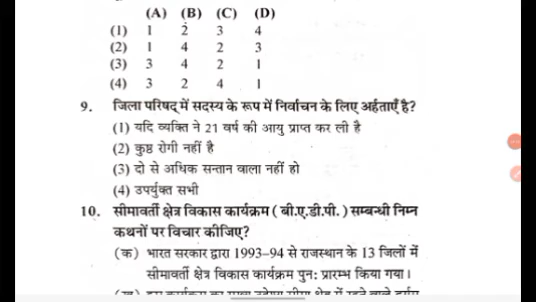 (A) (B) (C) (D)
(1) 1 2 3 4
(2) 1 4 2 3
(3) 3 4 2 1
(4) 3 2 4 1
9. जिला परिषद् में सदस्य के रूप में निर्वाचन के लिए अर्हताएँ है?
(1) यदि व्यक्ति ने 21 वर्ष की आयु प्राप्त कर ली है
(2) कुष्ठ रोगी नहीं है
(3) दो से अधिक सन्तान वाला नहीं हो
(4) उपर्युक्त सभी
10. सीमावर्ती क्षेत्र विकास कार्यक्रम ( बी.ए.डी.पी. ) सम्बन्धी निम्न
कथनों पर विचार कीजिए?
(क) भारत सरकार द्वारा 1993–94 से राजस्थान के 13 जिलों में
सीमावर्ती क्षेत्र विकास कार्यक्रम पुन: प्रारम्भ किया गया।